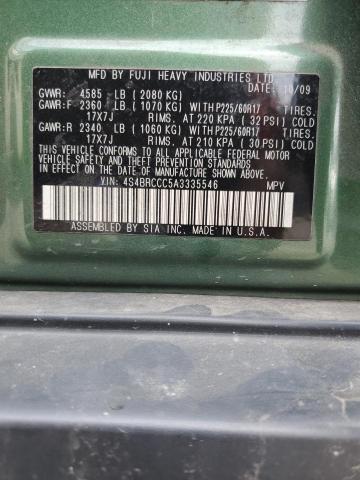 MFD BY FUJI HEAVY INDUSTRIES LTD.
DATE: 10/09
GVWR: 4585 LB (2080 KG)
GAWR:F 2360 LB (1070 KG) WITH P225/60R17 TIRES.
17X7J RIMS. AT 220 KPA (32 PSI) COLD
GAWR:R 2340 LB (1060 KG) WITH P225/60R17 TIRES.
17X7J RIMS. AT 210 KPA (30 PSI) COLD
THIS VEHICLE CONFORMS TO ALL APPLICABLE FEDERAL MOTOR
VEHICLE SAFETY AND THEFT PREVENTION STANDARDS IN EFFECT
ON THE DATE OF MANUFACTURE SHOWN ABOVE.
VIN: 4S4BRCCC5A3335546 MPV
ASSEMBLED BY SIA INC. MADE IN U.S.A.